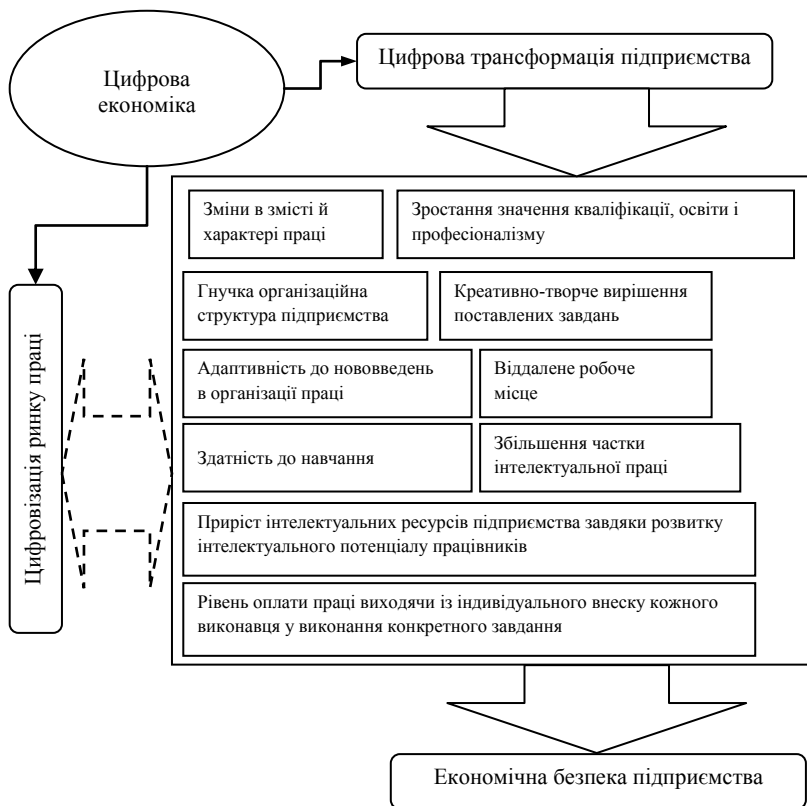 Цифрова
економіка
Цифрова трансформація підприємства
Зміни в змісті й
характері праці
Зростання значення кваліфікації, освіти і
професіоналізму
Гнучка організаційна
структура підприємства
Креативно-творче вирішення
поставлених завдань
Цифровізація ринку праці
Адаптивність до нововведень
в організації праці
Віддалене робоче
місце
Здатність до навчання
Збільшення частки
інтелектуальної праці
Приріст інтелектуальних ресурсів підприємства завдяки розвитку
інтелектуального потенціалу працівників
Рівень оплати праці виходячи із індивідуального внеску кожного
виконавця у виконання конкретного завдання
Економічна безпека підприємства